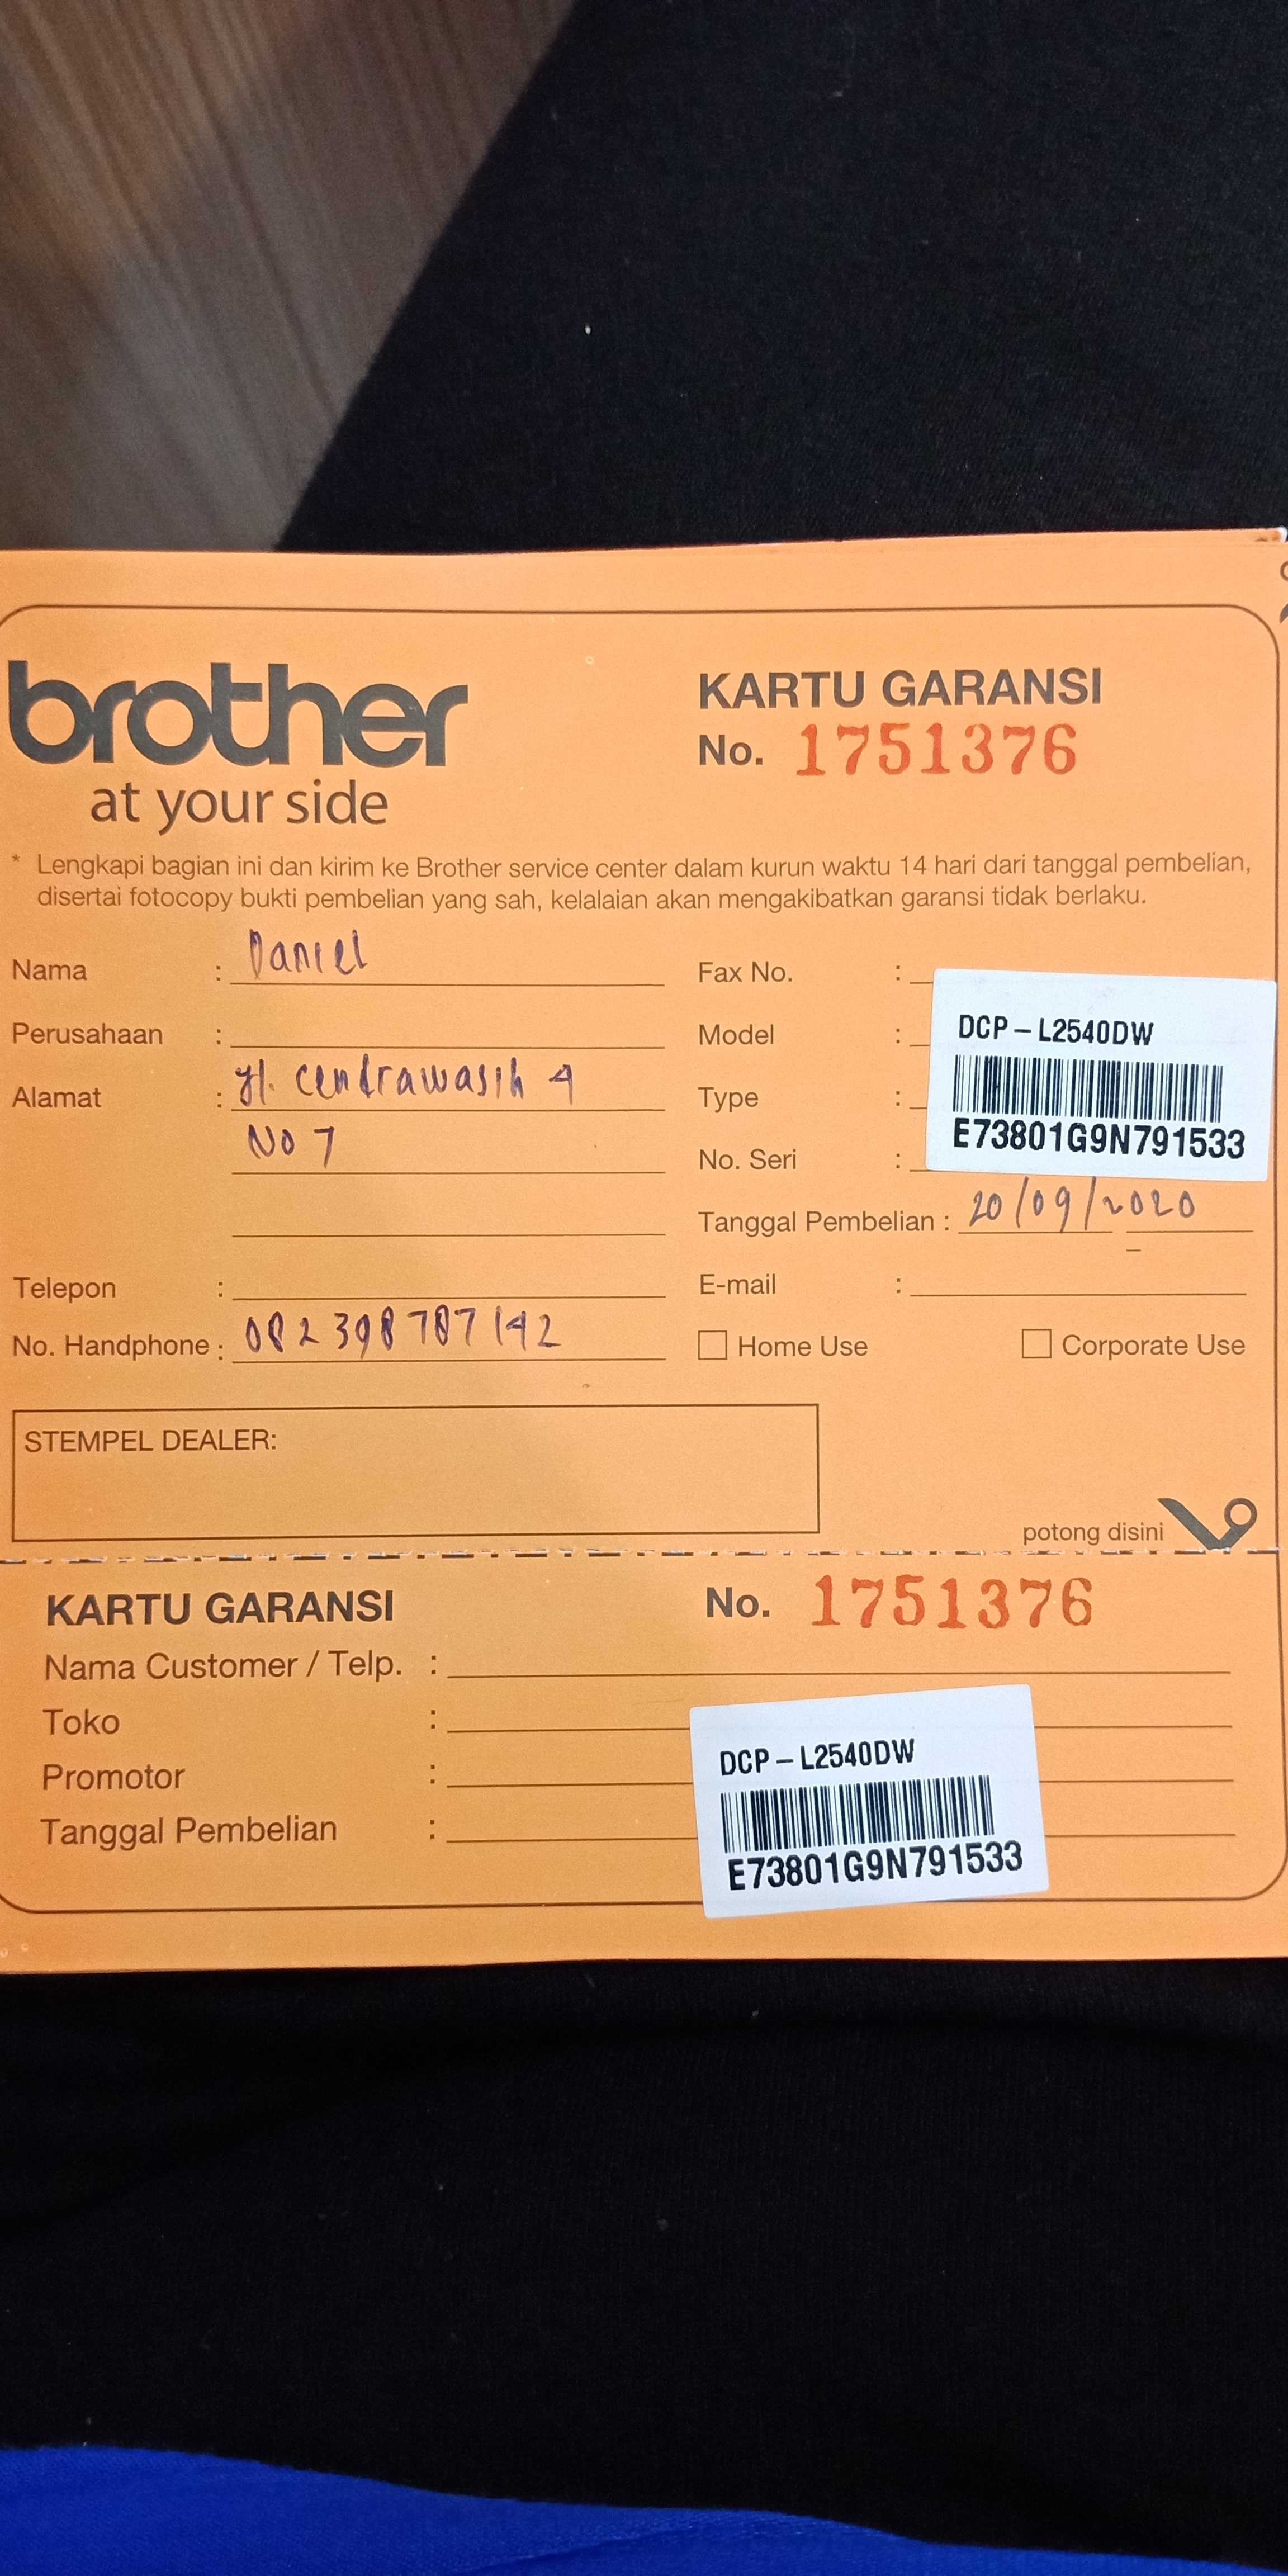 brother
at your side
KARTU GARANSI
No. 1751376
* Lengkapi bagian ini dan kirim ke Brother service center dalam kurun waktu 14 hari dari tanggal pembelian,
disertai fotocopy bukti pembelian yang sah, kelalaian akan mengakibatkan garansi tidak berlaku.
Nama : Daniel
Perusahaan :
Alamat : Jl. Cendrawasih 4
No 7
Telepon :
No. Handphone : 082398787142
Fax No. :
Model :
Type :
No. Seri :
DCP-L2540DW
E73801G9N791533
Tanggal Pembelian : 20/09/2020
E-mail :
Home Use
Corporate Use
STEMPEL DEALER:
potong disini
KARTU GARANSI
No. 1751376
Nama Customer / Telp. :
Toko :
Promotor :
Tanggal Pembelian :
DCP-L2540DW
E73801G9N791533